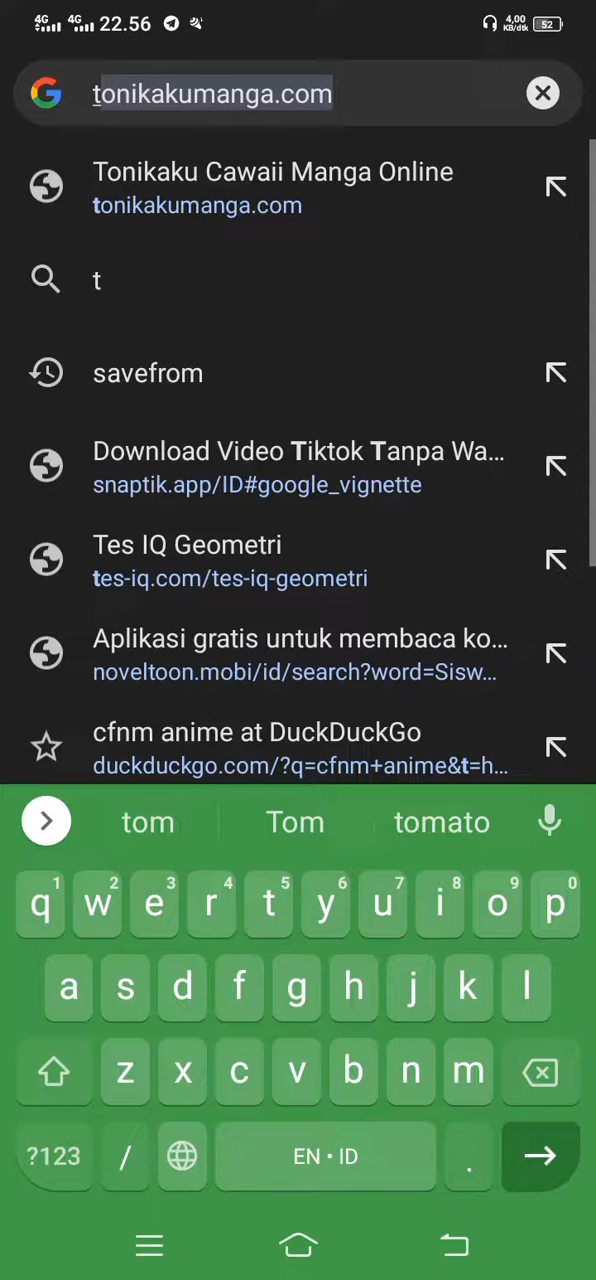 4G 4G 22.56 4,00 KB/dtk 52
tonikakumanga.com
Tonikaku Cawaii Manga Online
tonikakumanga.com
t
savefrom
Download Video Tiktok Tanpa Wa...
snaptik.app/ID#google_vignette
Tes IQ Geometri
tes-iq.com/tes-iq-geometri
Aplikasi gratis untuk membaca ko...
noveltoon.mobi/id/search?word=Sisw...
cfnm anime at DuckDuckGo
duckduckgo.com/?q=cfnm+anime&t=h...
tom Tom tomato
q1 w2 e3 r4 t5 y6 u7 i8 o9 p0
a s d f g h j k l
z x c v b n m
?123 / EN • ID .